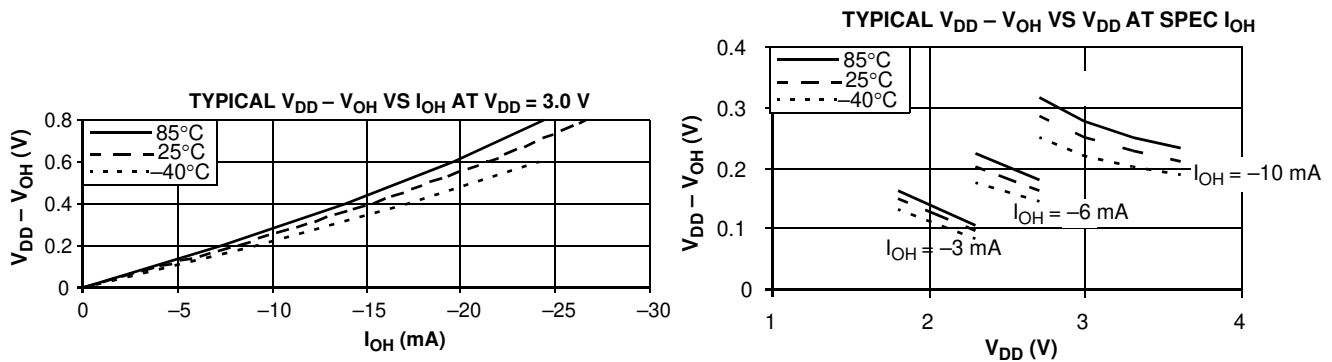 TYPICAL VDD – VOH VS IOH AT VDD = 3.0 V
85°C
25°C
–40°C
VDD – VOH (V)
0.8
0.6
0.4
0.2
0
0
–5
–10
–15
–20
–25
–30
IOH (mA)
TYPICAL VDD – VOH VS VDD AT SPEC IOH
85°C
25°C
–40°C
VDD – VOH (V)
0.4
0.3
0.2
0.1
0
IOH = –10 mA
IOH = –6 mA
IOH = –3 mA
1
2
3
4
VDD (V)